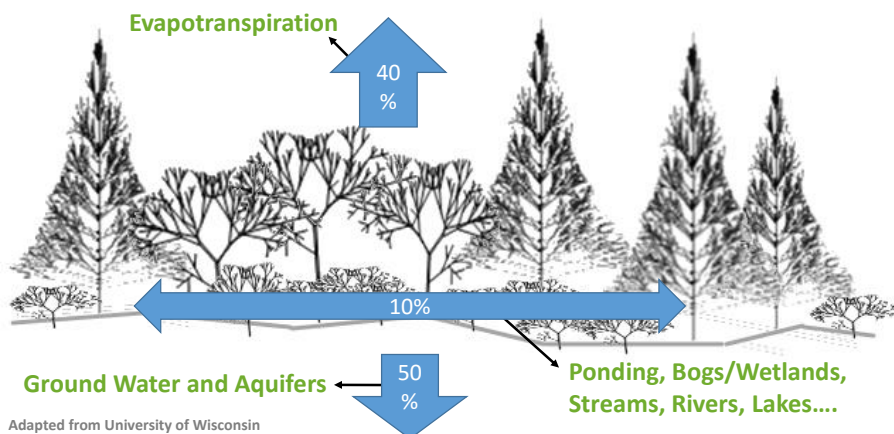 Evapotranspiration
40
%
10%
Ground Water and Aquifers
50
%
Ponding, Bogs/Wetlands,
Streams, Rivers, Lakes....
Adapted from University of Wisconsin